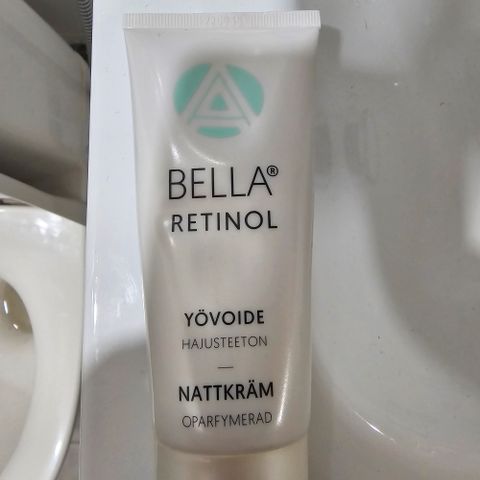 BELLA®
RETINOL
YÖVOIDE
HAJUSTEETON
—
NATTKRÄM
OPARFYMERAD